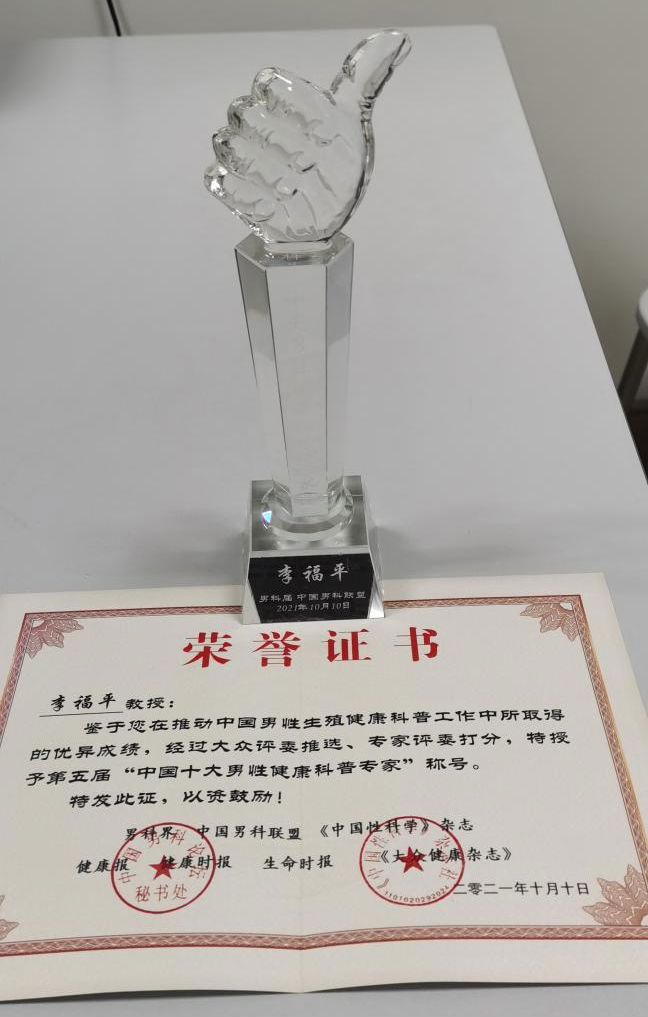 李福平
男科届 中国男科联盟
2021年10月10日
荣誉证书
李福平 教授：
鉴于您在推动中国男性生殖健康科普工作中所取得
的优异成绩，经过大众评委推选、专家评委打分，特授
予第五届“中国十大男性健康科普专家”称号。
特发此证，以资鼓励！
男科界 中国男科联盟 《中国性科学》杂志
健康报 健康时报 生命时报 《大众健康杂志》
秘书处
1101020292024
二零二一年十月十日